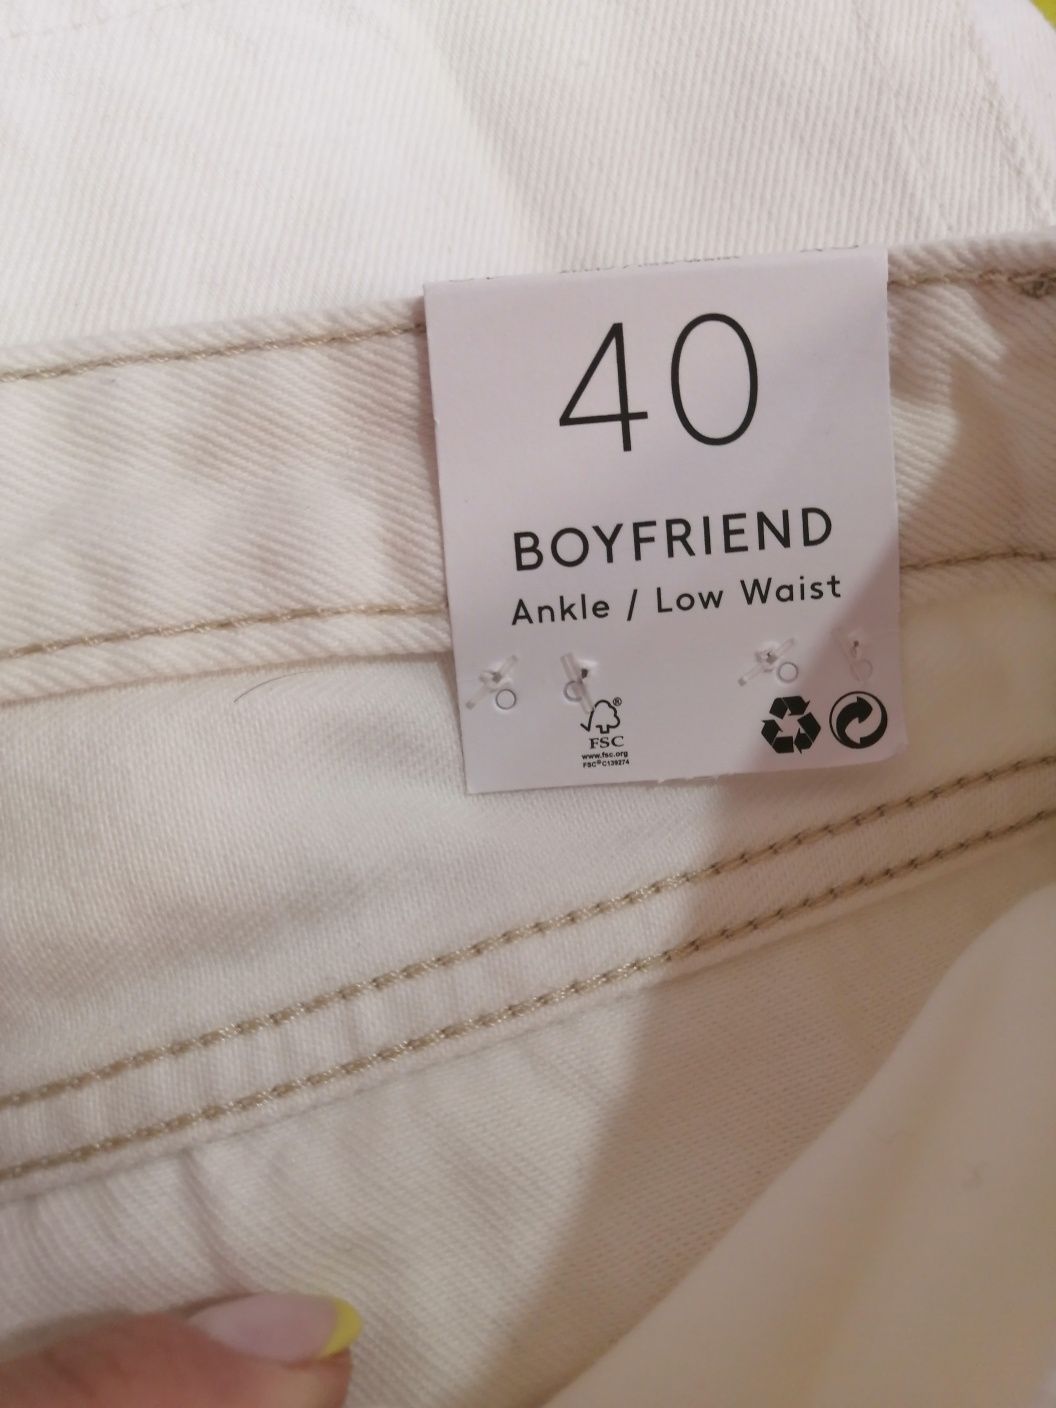 40
BOYFRIEND
Ankle / Low Waist
FSC®
www.fsc.org
FSC® C139274